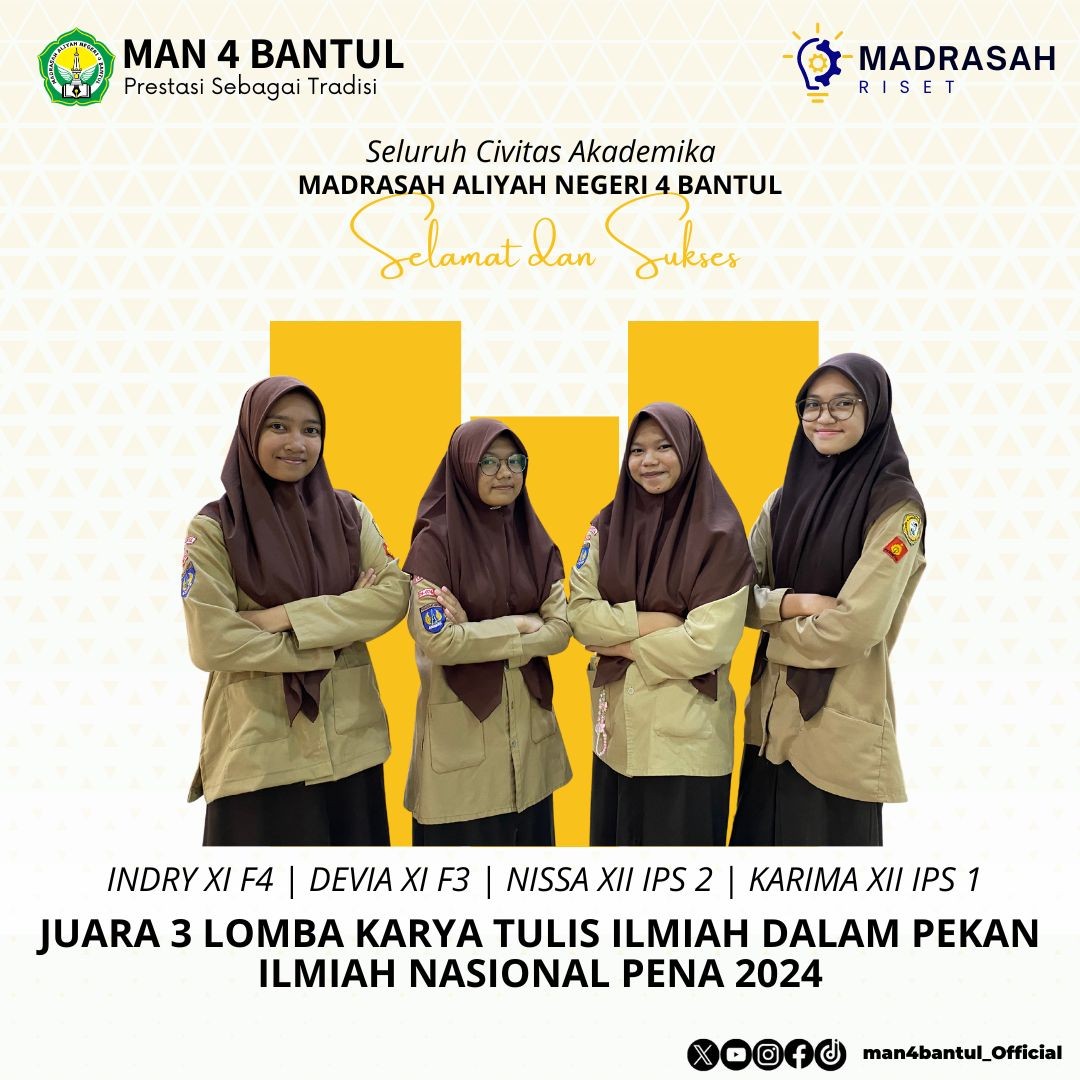 MAN 4 BANTUL
Prestasi Sebagai Tradisi
MADRASAH
RISET
Seluruh Civitas Akademika
MADRASAH ALIYAH NEGERI 4 BANTUL
Selamat dan Sukses
INDRY XI F4 | DEVIA XI F3 | NISSA XII IPS 2 | KARIMA XII IPS 1
JUARA 3 LOMBA KARYA TULIS ILMIAH DALAM PEKAN
ILMIAH NASIONAL PENA 2024
man4bantul_Official